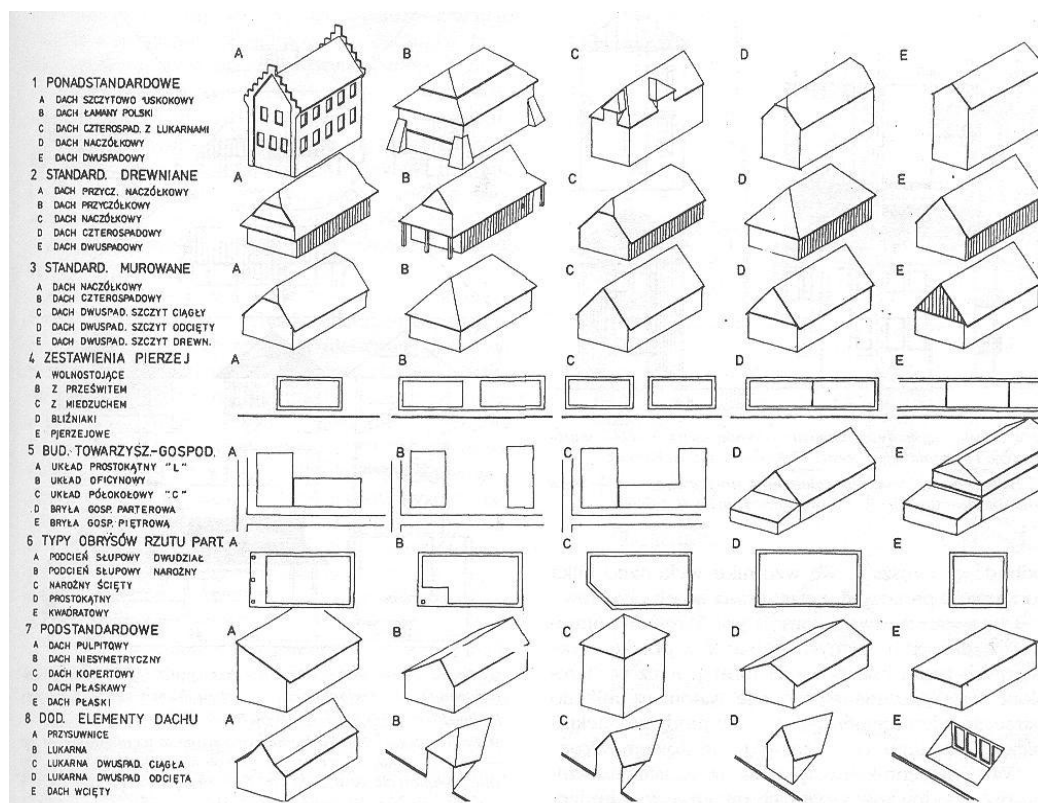 1 PONADSTANDARDOWE
A DACH SZCZYTOWO USKOKOWY
B DACH ŁAMANY POLSKI
C DACH CZTEROSPAD. Z LUKARNAMI
D DACH NACZÓŁKOWY
E DACH DWUSPADOWY
A B C D E
2 STANDARD. DREWNIANE
A DACH PRZYCZ. NACZÓŁKOWY
B DACH PRZYCZÓŁKOWY
C DACH NACZÓŁKOWY
D DACH CZTEROSPADOWY
E DACH DWUSPADOWY
A B C D E
3 STANDARD. MUROWANE
A DACH NACZÓŁKOWY
B DACH CZTEROSPADOWY
C DACH DWUSPAD. SZCZYT CIĄGŁY
D DACH DWUSPAD. SZCZYT ODCIĘTY
E DACH DWUSPAD. SZCZYT DREWN.
A B C D E
4 ZESTAWIENIA PIERZEJ
A WOLNOSTOJĄCE
B Z PRZEŚWITEM
C Z MIEDZUCHEM
D BLIŹNIAKI
E PJERZEJOWE
A B C D E
5 BUD. TOWARZYSZ.-GOSPOD.
A UKŁAD PROSTOKĄTNY "L"
B UKŁAD OFICYNOWY
C UKŁAD PÓŁOKOŁOWY "C"
D BRYŁA GOSP. PARTEROWA
E BRYŁA GOSP. PIĘTROWA
A B C D E
6 TYPY OBRYSÓW RZUTU PART.
A PODCIEŃ SŁUPOWY DWUDZIAŁ
B PODCIEŃ SŁUPOWY NAROŻNY
C NAROŻNY ŚCIĘTY
D PROSTOKĄTNY
E KWADRATOWY
A B C D E
7 PODSTANDARDOWE
A DACH PULPITOWY
B DACH NIESYMETRYCZNY
C DACH KOPERTOWY
D DACH PŁASKAWY
E DACH PŁASKI
A B C D E
8 DOD. ELEMENTY DACHU
A PRZYSUWNICE
B LUKARNA
C LUKARNA DWUSPAD. CIĄGŁA
D LUKARNA DWUSPAD ODCIĘTA
E DACH WCIĘTY
A B C D E